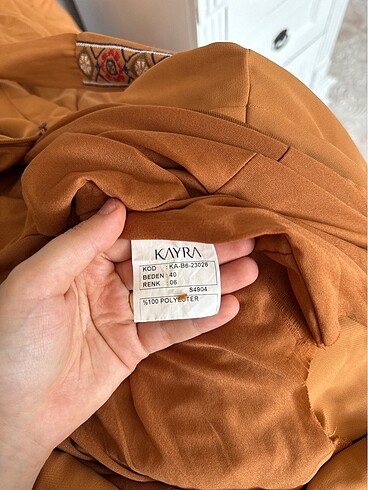 KAYRA
KOD : KA-B6-23026
BEDEN : 40
RENK : 06
S4904
%100 POLYESTER